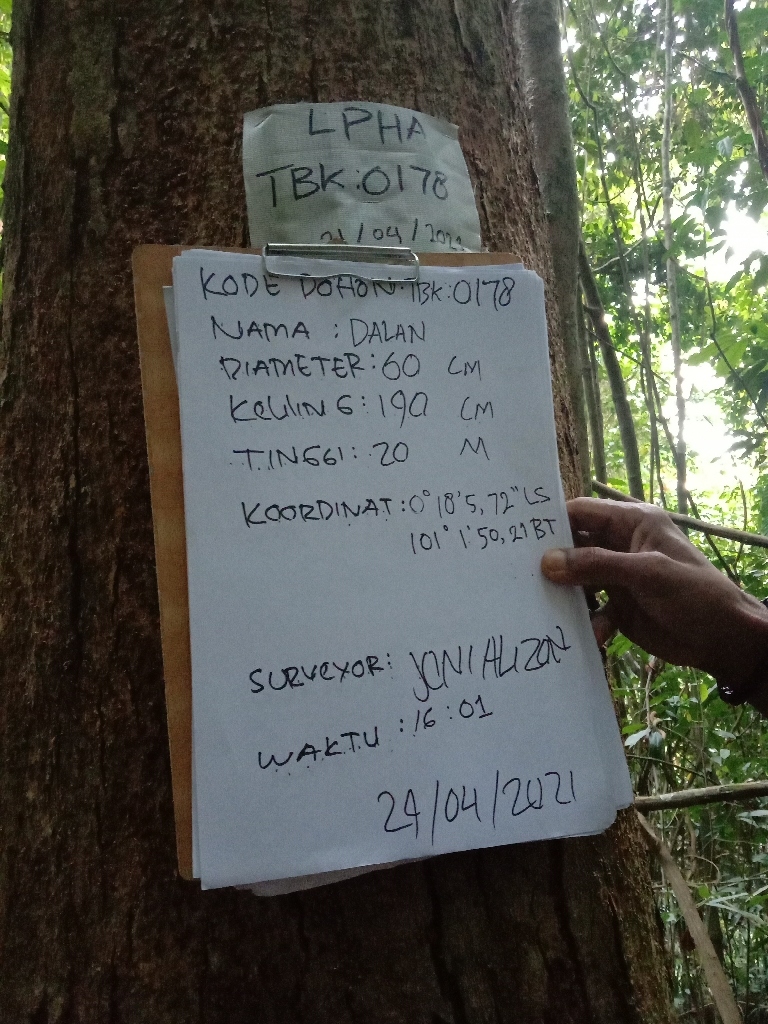 LPHA
TBK:0178
21/04/2021
KODE POHON:TBK:0178
NAMA : DALAN
DIAMETER:60 CM
KELILING:190 CM
TINGGI: 20 M
KOORDINAT:0°18'5,72"LS
101°1'50,21BT
SURVEYOR: JONI ALIZON
WAKTU :16:01
24/04/2021